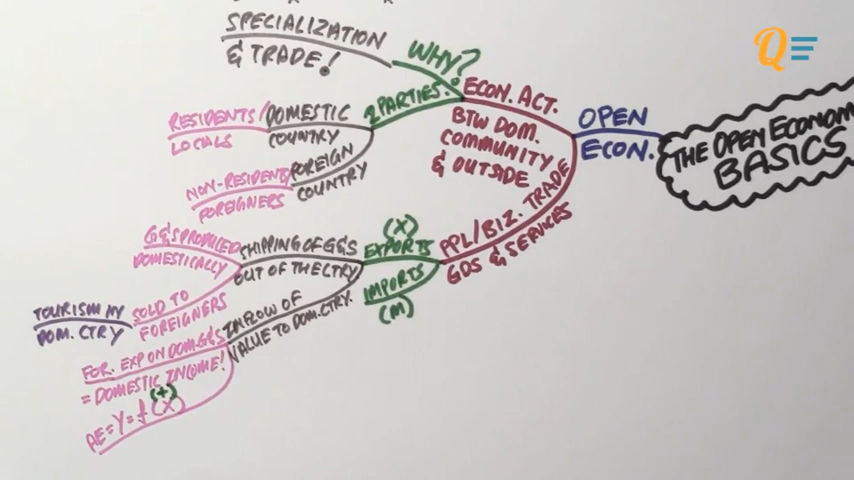 THE OPEN ECONOM
BASICS
OPEN
ECON.
ECON. ACT.
BTW DOM.
COMMUNITY
& OUTSIDE
WHY?
SPECIALIZATION
& TRADE!
2 PARTIES:
DOMESTIC
COUNTRY
RESIDENTS/
LOCALS
FOREIGN
COUNTRY
NON-RESIDENTS
FOREIGNERS
PPL/BIZ. TRADE
GDS & SERVICES
(X)
EXPORTS
SHIPPING OF G&S
OUT OF THE CTRY
G&S PRODUCED
DOMESTICALLY
SOLD TO
FOREIGNERS
TOURISM IN
DOM. CTRY
INFLOW OF
VALUE TO DOM. CTRY.
FOR. EXP ON DOM G&S
= DOMESTIC INCOME!
(+)
AE = Y = f (X)
IMPORTS
(M)